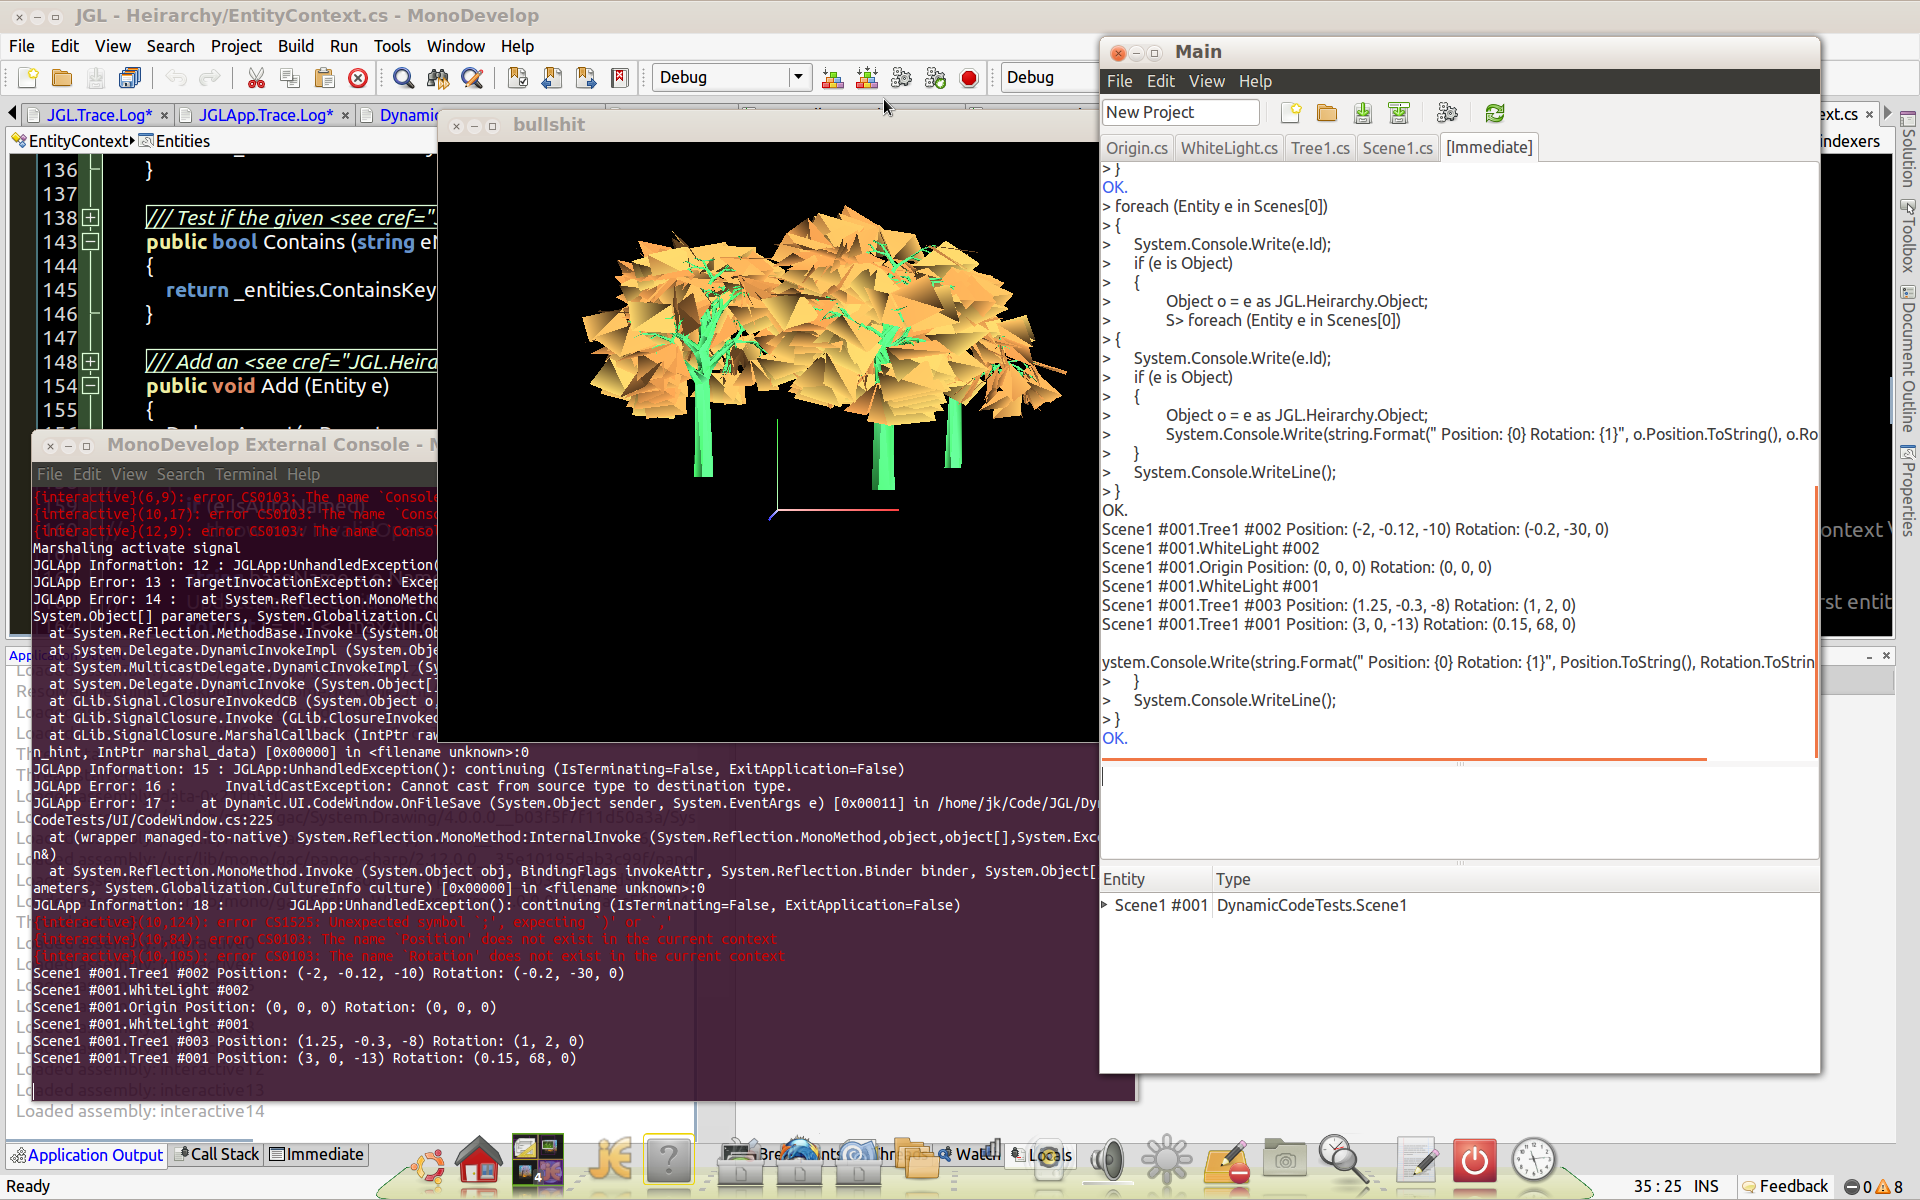 JGL - Heirarchy/EntityContext.cs - MonoDevelop
File Edit View Search Project Build Run Tools Window Help
Debug
Debug
JGL.Trace.Log*
JGLApp.Trace.Log*
Dynamic
ext.cs
EntityContext
Entities
indexers
136 }
137
138 /// Test if the given <see cref="
143 public bool Contains (string
144 {
145 return _entities.ContainsKey
146 }
147
148 /// Add an <see cref="JGL.Heira
154 public void Add (Entity e)
155 {
bullshit
MonoDevelop External Console -
File Edit View Search Terminal Help
{interactive}(6,9): error CS0103: The name `Console
{interactive}(10,17): error CS0103: The name `Conso
{interactive}(12,9): error CS0103: The name `Consol
Marshaling activate signal
JGLApp Information: 12 : JGLApp:UnhandledException(
JGLApp Error: 13 : TargetInvocationException: Excep
JGLApp Error: 14 : at System.Reflection.MonoMetho
System.Object[] parameters, System.Globalization.Cu
at System.Reflection.MethodBase.Invoke (System.Ob
at System.Delegate.DynamicInvokeImpl (System.Obje
at System.MulticastDelegate.DynamicInvokeImpl (Sy
at System.Delegate.DynamicInvoke (System.Object[]
at GLib.Signal.ClosureInvokedCB (System.Object o,
at GLib.SignalClosure.Invoke (GLib.ClosureInvoked
at GLib.SignalClosure.MarshalCallback (IntPtr raw
n_hint, IntPtr marshal_data) [0x00000] in <filename unknown>:0
JGLApp Information: 15 : JGLApp:UnhandledException(): continuing (IsTerminating=False, ExitApplication=False)
JGLApp Error: 16 : InvalidCastException: Cannot cast from source type to destination type.
JGLApp Error: 17 : at Dynamic.UI.CodeWindow.OnFileSave (System.Object sender, System.EventArgs e) [0x00011] in /home/jk/Code/JGL/Dyn
CodeTests/UI/CodeWindow.cs:225
at (wrapper managed-to-native) System.Reflection.MonoMethod:InternalInvoke (System.Reflection.MonoMethod,object,object[],System.Exce
n&)
at System.Reflection.MonoMethod.Invoke (System.Object obj, BindingFlags invokeAttr, System.Reflection.Binder binder, System.Object[
ameters, System.Globalization.CultureInfo culture) [0x00000] in <filename unknown>:0
JGLApp Information: 18 : JGLApp:UnhandledException(): continuing (IsTerminating=False, ExitApplication=False)
{interactive}(10,124): error CS1525: Unexpected symbol `;', expecting `)' or `,'
{interactive}(10,84): error CS0103: The name `Position' does not exist in the current context
{interactive}(10,105): error CS0103: The name `Rotation' does not exist in the current context
Scene1 #001.Tree1 #002 Position: (-2, -0.12, -10) Rotation: (-0.2, -30, 0)
Scene1 #001.WhiteLight #002
Scene1 #001.Origin Position: (0, 0, 0) Rotation: (0, 0, 0)
Scene1 #001.WhiteLight #001
Scene1 #001.Tree1 #003 Position: (1.25, -0.3, -8) Rotation: (1, 2, 0)
Scene1 #001.Tree1 #001 Position: (3, 0, -13) Rotation: (0.15, 68, 0)
Loaded assembly: interactive12
Loaded assembly: interactive13
Loaded assembly: interactive14
Main
File Edit View Help
New Project
Origin.cs WhiteLight.cs Tree1.cs Scene1.cs [Immediate]
> }
OK.
> foreach (Entity e in Scenes[0])
> {
> System.Console.Write(e.Id);
> if (e is Object)
> {
> Object o = e as JGL.Heirarchy.Object;
> S> foreach (Entity e in Scenes[0])
> {
> System.Console.Write(e.Id);
> if (e is Object)
> {
> Object o = e as JGL.Heirarchy.Object;
> System.Console.Write(string.Format(" Position: {0} Rotation: {1}", o.Position.ToString(), o.Ro
> }
> System.Console.WriteLine();
> }
OK.
Scene1 #001.Tree1 #002 Position: (-2, -0.12, -10) Rotation: (-0.2, -30, 0)
Scene1 #001.WhiteLight #002
Scene1 #001.Origin Position: (0, 0, 0) Rotation: (0, 0, 0)
Scene1 #001.WhiteLight #001
Scene1 #001.Tree1 #003 Position: (1.25, -0.3, -8) Rotation: (1, 2, 0)
Scene1 #001.Tree1 #001 Position: (3, 0, -13) Rotation: (0.15, 68, 0)
ystem.Console.Write(string.Format(" Position: {0} Rotation: {1}", Position.ToString(), Rotation.ToStrin
> }
> System.Console.WriteLine();
> }
OK.
Entity Type
Scene1 #001 DynamicCodeTests.Scene1
Solution
Toolbox
Document Outline
Properties
ontext
rst entit
Application Output Call Stack Immediate
Watch
Locals
4
Ready
35 : 25 INS
Feedback
0 8